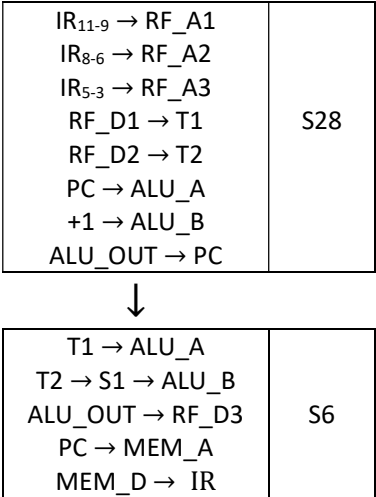 IR₁₁₋₉ → RF_A1
IR₈₋₆ → RF_A2
IR₅₋₃ → RF_A3
RF_D1 → T1
RF_D2 → T2
PC → ALU_A
+1 → ALU_B
ALU_OUT → PC
S28
↓
T1 → ALU_A
T2 → S1 → ALU_B
ALU_OUT → RF_D3
PC → MEM_A
MEM_D → IR
S6